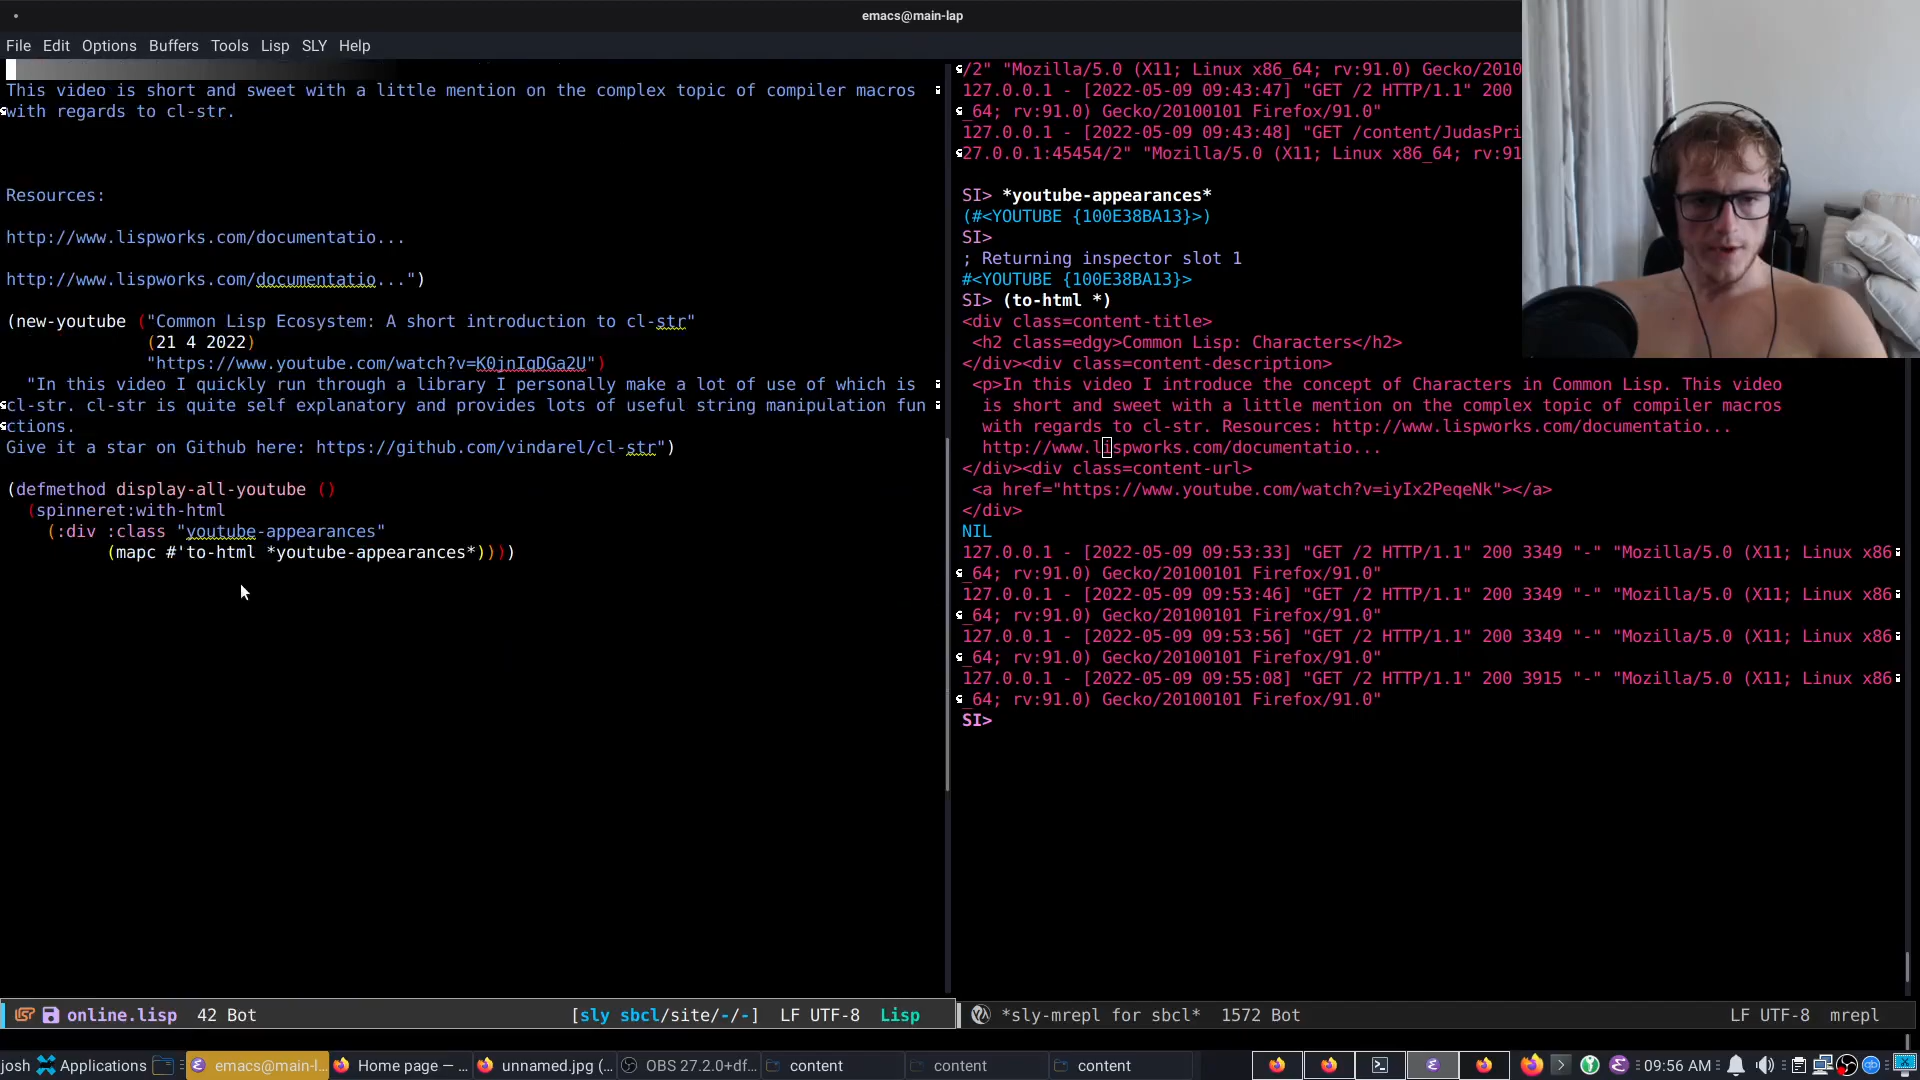 emacs@main-lap
File Edit Options Buffers Tools Lisp SLY Help
This video is short and sweet with a little mention on the complex topic of compiler macros
with regards to cl-str.
Resources:
http://www.lispworks.com/documentatio...
http://www.lispworks.com/documentatio...")
(new-youtube ("Common Lisp Ecosystem: A short introduction to cl-str"
(21 4 2022)
"https://www.youtube.com/watch?v=K0jnIqDGa2U")
"In this video I quickly run through a library I personally make a lot of use of which is
cl-str. cl-str is quite self explanatory and provides lots of useful string manipulation fun
ctions.
Give it a star on Github here: https://github.com/vindarel/cl-str")
(defmethod display-all-youtube ()
(spinneret:with-html
(:div :class "youtube-appearances"
(mapc #'to-html *youtube-appearances*))))
online.lisp 42 Bot [sly sbcl/site/-/-] LF UTF-8 Lisp
/2" "Mozilla/5.0 (X11; Linux x86_64; rv:91.0) Gecko/2010
127.0.0.1 - [2022-05-09 09:43:47] "GET /2 HTTP/1.1" 200
_64; rv:91.0) Gecko/20100101 Firefox/91.0"
127.0.0.1 - [2022-05-09 09:43:48] "GET /content/JudasPri
27.0.0.1:45454/2" "Mozilla/5.0 (X11; Linux x86_64; rv:91
SI> *youtube-appearances*
(#<YOUTUBE {100E38BA13}>)
SI>
; Returning inspector slot 1
#<YOUTUBE {100E38BA13}>
SI> (to-html *)
<div class=content-title>
<h2 class=edgy>Common Lisp: Characters</h2>
</div><div class=content-description>
<p>In this video I introduce the concept of Characters in Common Lisp. This video
is short and sweet with a little mention on the complex topic of compiler macros
with regards to cl-str. Resources: http://www.lispworks.com/documentatio...
http://www.lispworks.com/documentatio...
</div><div class=content-url>
<a href="https://www.youtube.com/watch?v=iyIx2PeqeNk"></a>
</div>
NIL
127.0.0.1 - [2022-05-09 09:53:33] "GET /2 HTTP/1.1" 200 3349 "-" "Mozilla/5.0 (X11; Linux x86
_64; rv:91.0) Gecko/20100101 Firefox/91.0"
127.0.0.1 - [2022-05-09 09:53:46] "GET /2 HTTP/1.1" 200 3349 "-" "Mozilla/5.0 (X11; Linux x86
_64; rv:91.0) Gecko/20100101 Firefox/91.0"
127.0.0.1 - [2022-05-09 09:53:56] "GET /2 HTTP/1.1" 200 3349 "-" "Mozilla/5.0 (X11; Linux x86
_64; rv:91.0) Gecko/20100101 Firefox/91.0"
127.0.0.1 - [2022-05-09 09:55:08] "GET /2 HTTP/1.1" 200 3915 "-" "Mozilla/5.0 (X11; Linux x86
_64; rv:91.0) Gecko/20100101 Firefox/91.0"
SI>
*sly-mrepl for sbcl* 1572 Bot LF UTF-8 mrepl
josh Applications emacs@main-l... Home page — ... unnamed.jpg (... OBS 27.2.0+df... content content content 09:56 AM